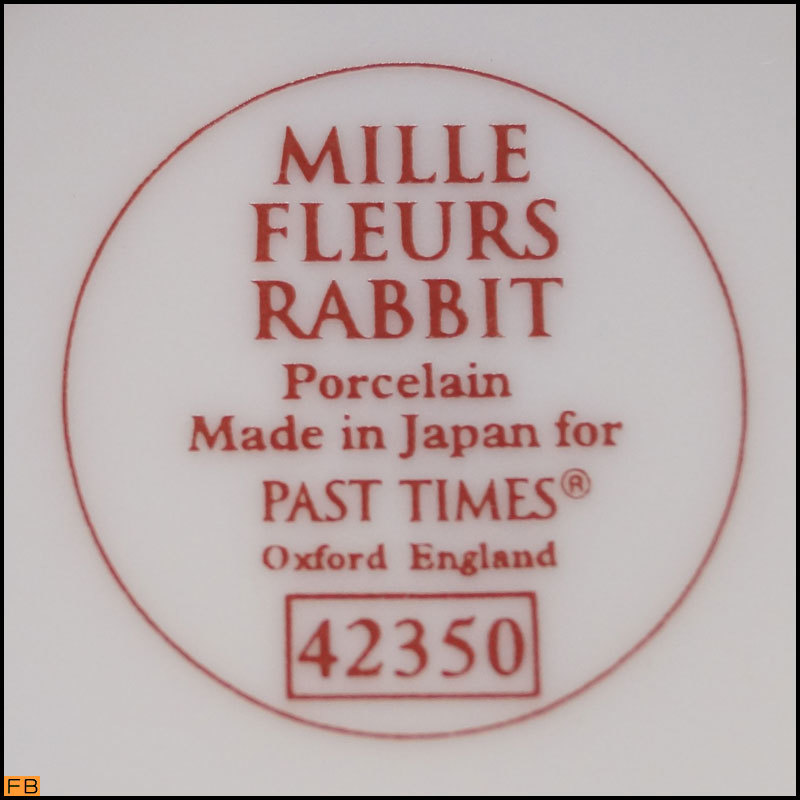 MILLE
FLEURS
RABBIT
Porcelain
Made in Japan for
PAST TIMES®
Oxford England
42350
FB